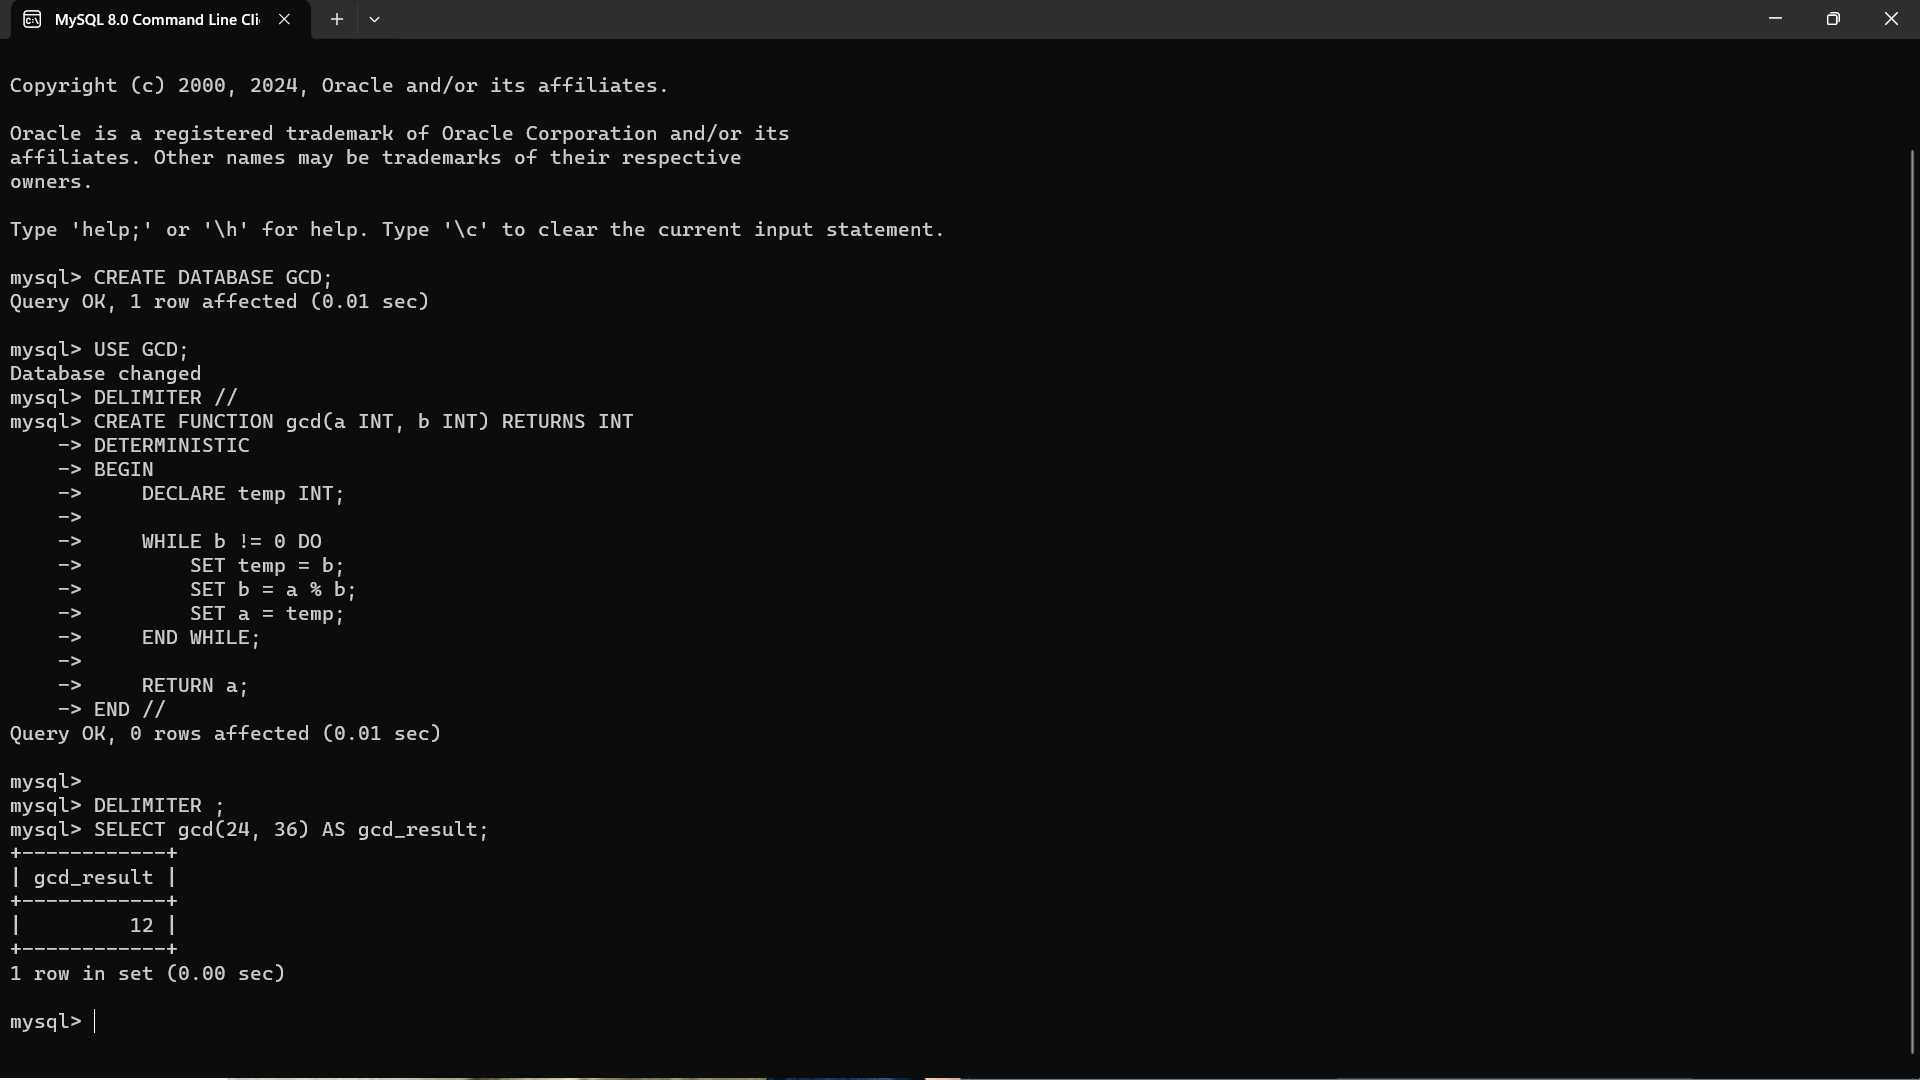 MySQL 8.0 Command Line Cli
Copyright (c) 2000, 2024, Oracle and/or its affiliates.
Oracle is a registered trademark of Oracle Corporation and/or its
affiliates. Other names may be trademarks of their respective
owners.
Type 'help;' or '\h' for help. Type '\c' to clear the current input statement.
mysql> CREATE DATABASE GCD;
Query OK, 1 row affected (0.01 sec)
mysql> USE GCD;
Database changed
mysql> DELIMITER //
mysql> CREATE FUNCTION gcd(a INT, b INT) RETURNS INT
    -> DETERMINISTIC
    -> BEGIN
    ->     DECLARE temp INT;
    ->
    ->     WHILE b != 0 DO
    ->         SET temp = b;
    ->         SET b = a % b;
    ->         SET a = temp;
    ->     END WHILE;
    ->
    ->     RETURN a;
    -> END //
Query OK, 0 rows affected (0.01 sec)
mysql>
mysql> DELIMITER ;
mysql> SELECT gcd(24, 36) AS gcd_result;
+------------+
| gcd_result |
+------------+
|         12 |
+------------+
1 row in set (0.00 sec)
mysql>